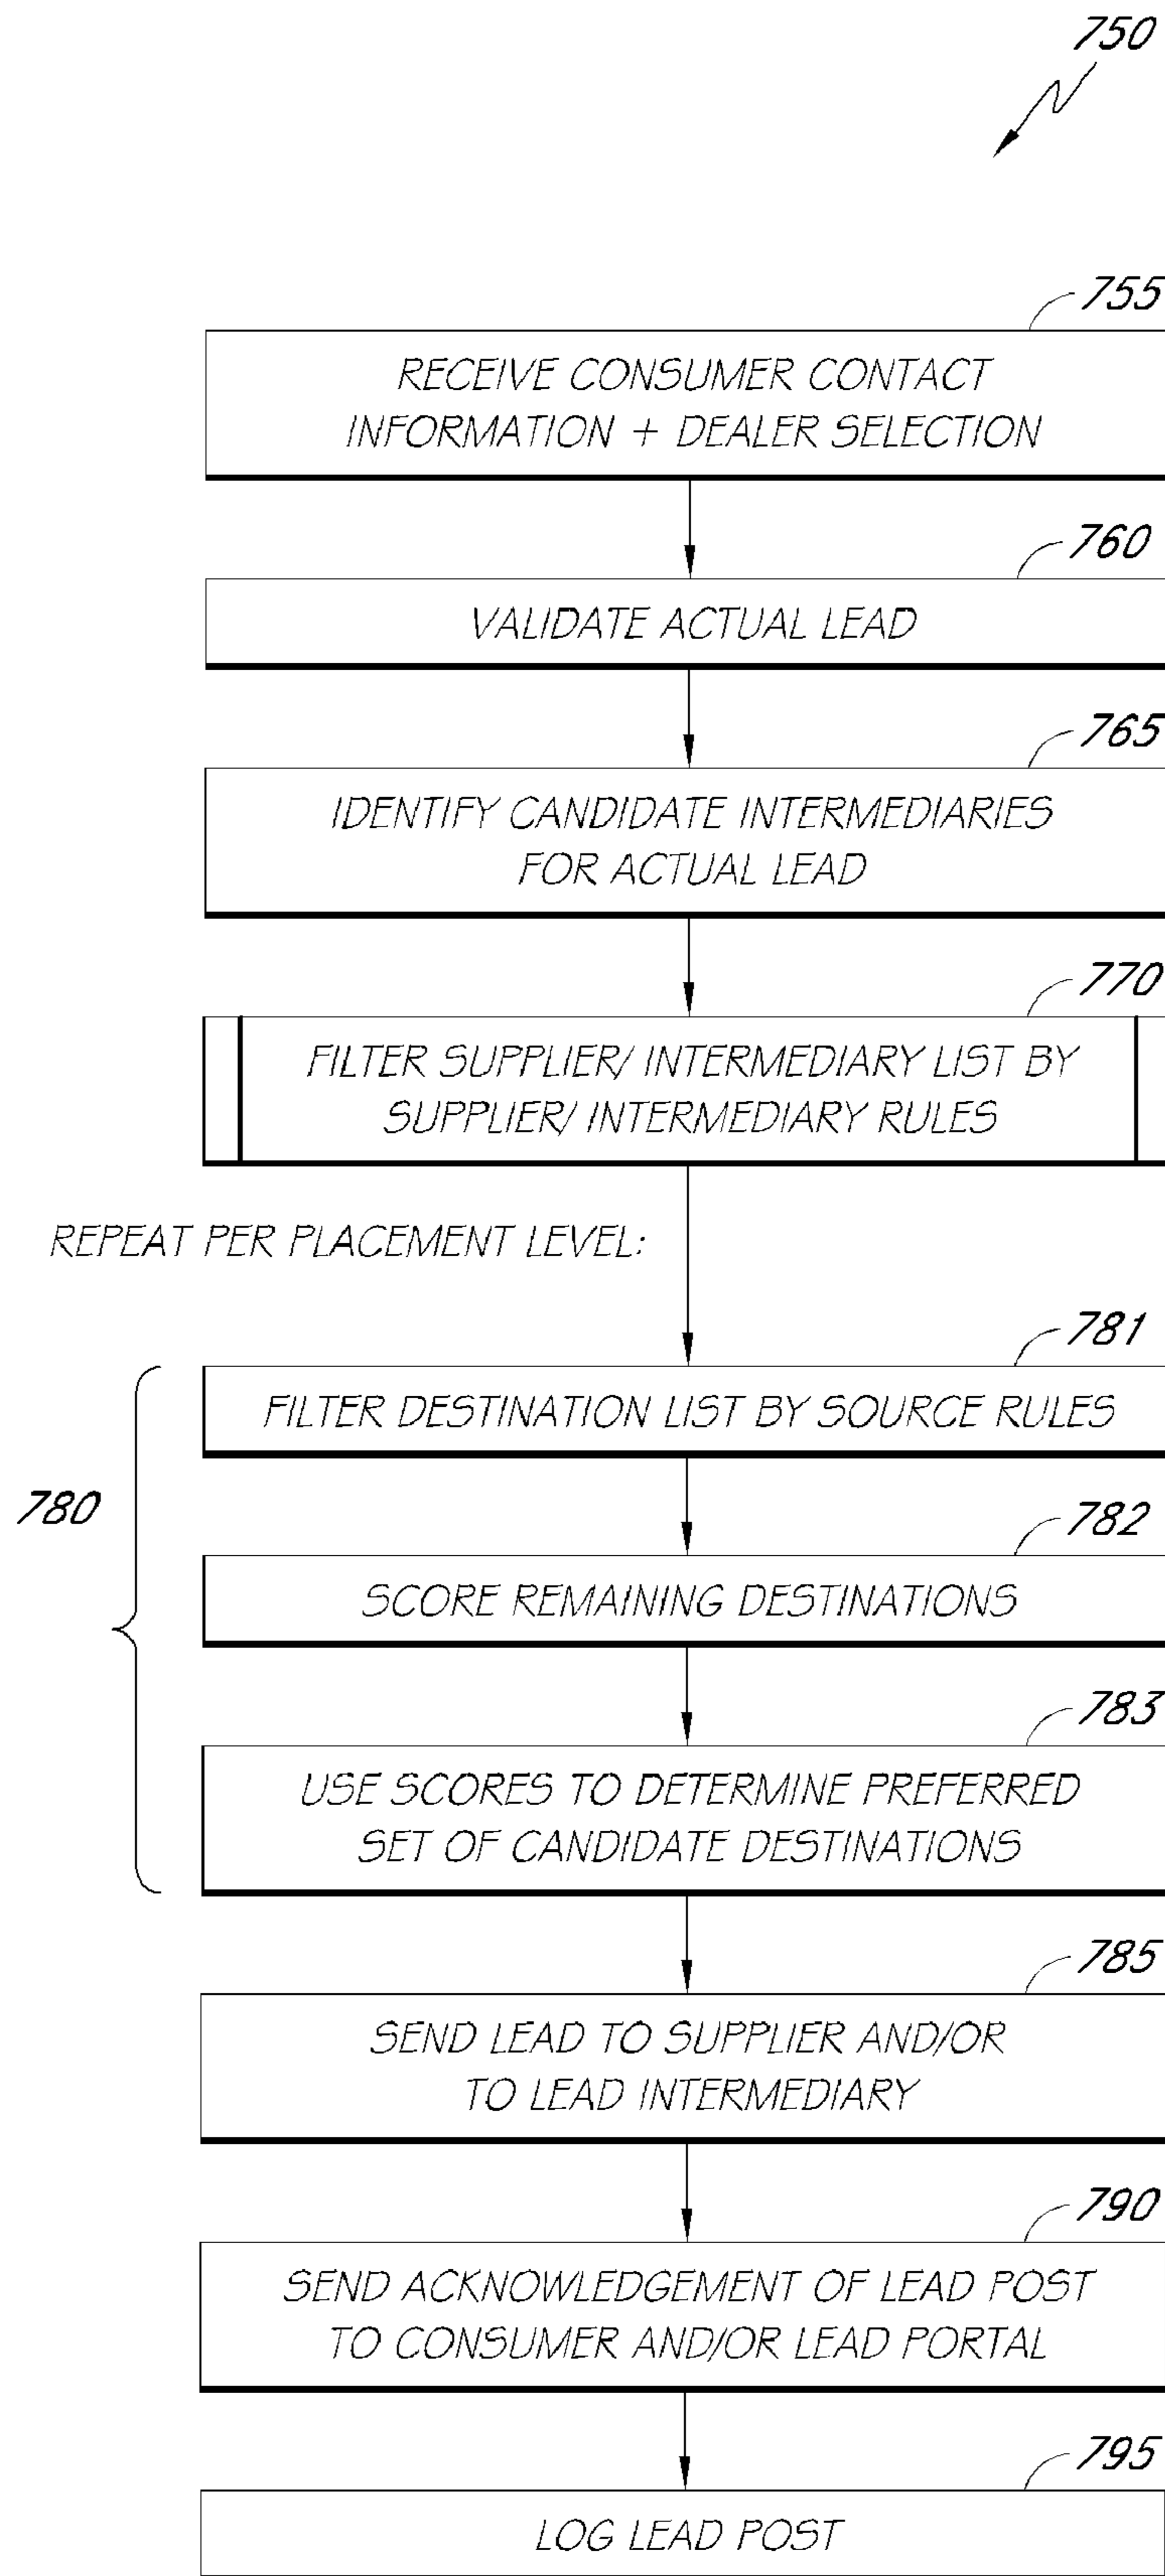 750
755
RECEIVE CONSUMER CONTACT
INFORMATION + DEALER SELECTION
760
VALIDATE ACTUAL LEAD
765
IDENTIFY CANDIDATE INTERMEDIARIES
FOR ACTUAL LEAD
770
FILTER SUPPLIER/ INTERMEDIARY LIST BY
SUPPLIER/ INTERMEDIARY RULES
REPEAT PER PLACEMENT LEVEL:
781
FILTER DESTINATION LIST BY SOURCE RULES
780
782
SCORE REMAINING DESTINATIONS
783
USE SCORES TO DETERMINE PREFERRED
SET OF CANDIDATE DESTINATIONS
785
SEND LEAD TO SUPPLIER AND/OR
TO LEAD INTERMEDIARY
790
SEND ACKNOWLEDGEMENT OF LEAD POST
TO CONSUMER AND/OR LEAD PORTAL
795
LOG LEAD POST